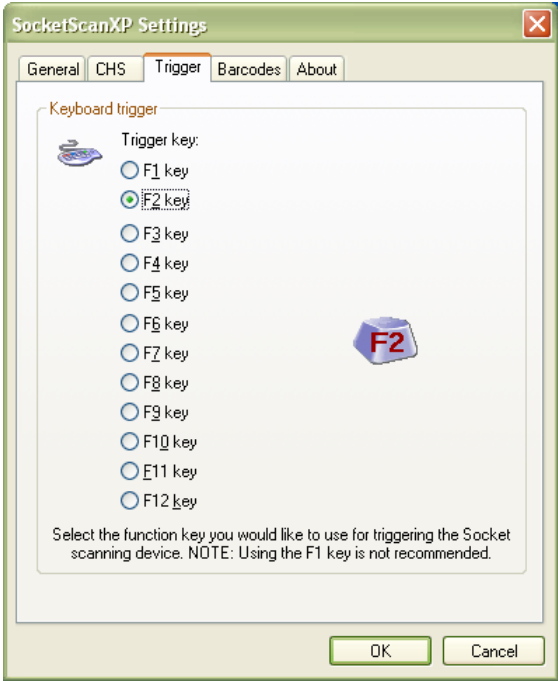 SocketScanXP Settings
General CHS Trigger Barcodes About
Keyboard trigger
Trigger key:
F1 key
F2 key
F3 key
F4 key
F5 key
F6 key
F7 key
F8 key
F9 key
F10 key
F11 key
F12 key
F2
Select the function key you would like to use for triggering the Socket
scanning device. NOTE: Using the F1 key is not recommended.
OK Cancel